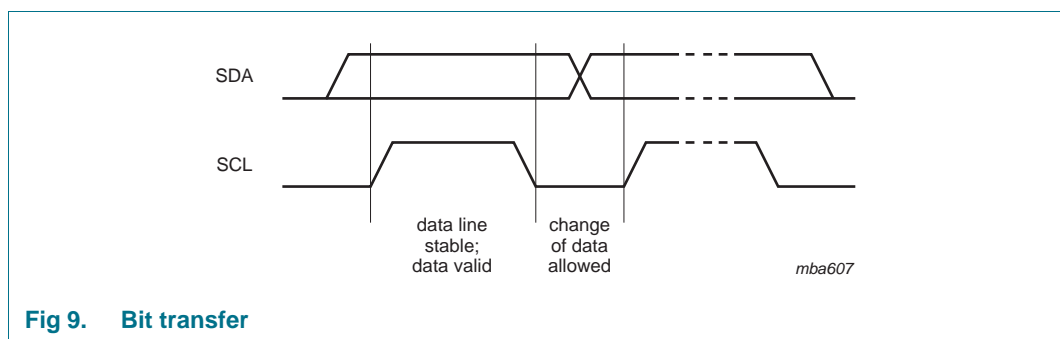 SDA
SCL
data line
stable;
data valid
change
of data
allowed
mba607
Fig 9. Bit transfer